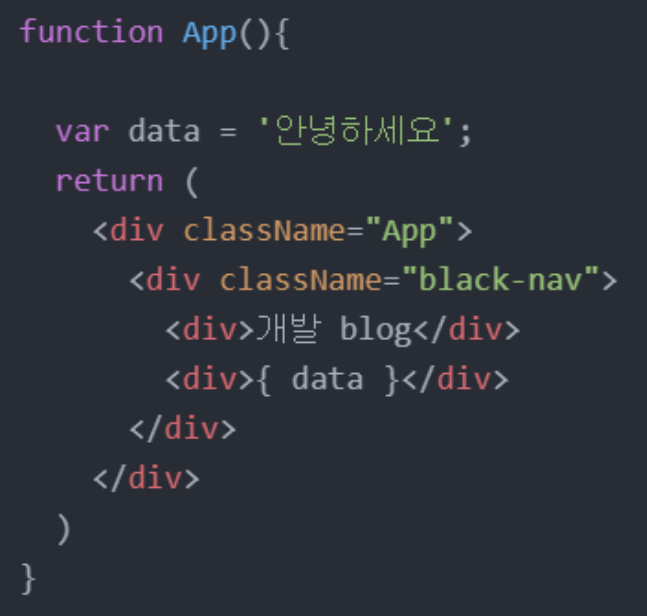 function App(){
var data = '안녕하세요';
return (
<div className="App">
<div className="black-nav">
<div>개발 blog</div>
<div>{ data }</div>
</div>
</div>
)
}